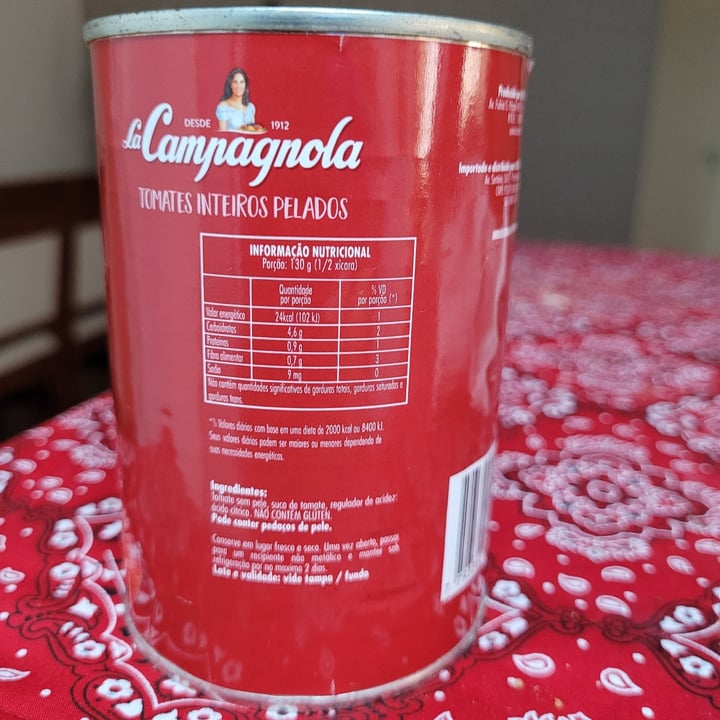 DESDE 1912
La Campagnola
TOMATES INTEIROS PELADOS
INFORMAÇÃO NUTRICIONAL
Porção: 130 g (1/2 xícara)
Quantidade por porção
% VD por porção (*)
Valor energético 24kcal (102 kJ) 1
Carboidratos 4,6 g 2
Proteínas 0,9 g 1
Fibra alimentar 0,7 g 3
Sódio 9 mg 0
Não contém quantidades significativas de gorduras totais, gorduras saturadas e
gorduras trans.
*% Valores diários com base em uma dieta de 2000 kcal ou 8400 kJ.
Seus valores diários podem ser maiores ou menores dependendo de
suas necessidades energéticas.
Ingredientes:
Tomate sem pele, suco de tomate, regulador de acidez:
ácido cítrico. NÃO CONTÉM GLÚTEN.
Pode conter pedaços de pele.
Conserve em lugar fresco e seco. Uma vez aberto, passar
para um recipiente não metálico e manter sob
refrigeração por no maximo 2 dias.
Lote e validade: vide tampa / fundo
Produzido por
Importado e distribuído por